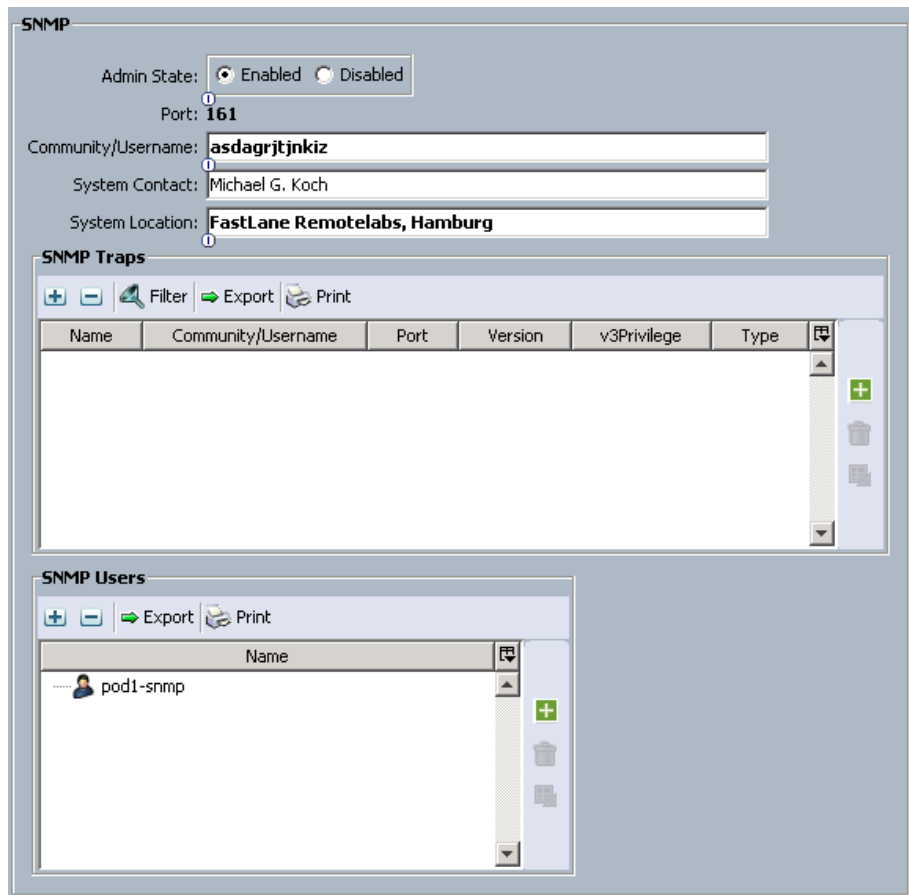 SNMP
Admin State: Enabled Disabled
Port: 161
Community/Username: asdagrjtjnkiz
System Contact: Michael G. Koch
System Location: FastLane Remotelabs, Hamburg
SNMP Traps
Filter Export Print
Name Community/Username Port Version v3Privilege Type
SNMP Users
Export Print
Name
pod1-snmp